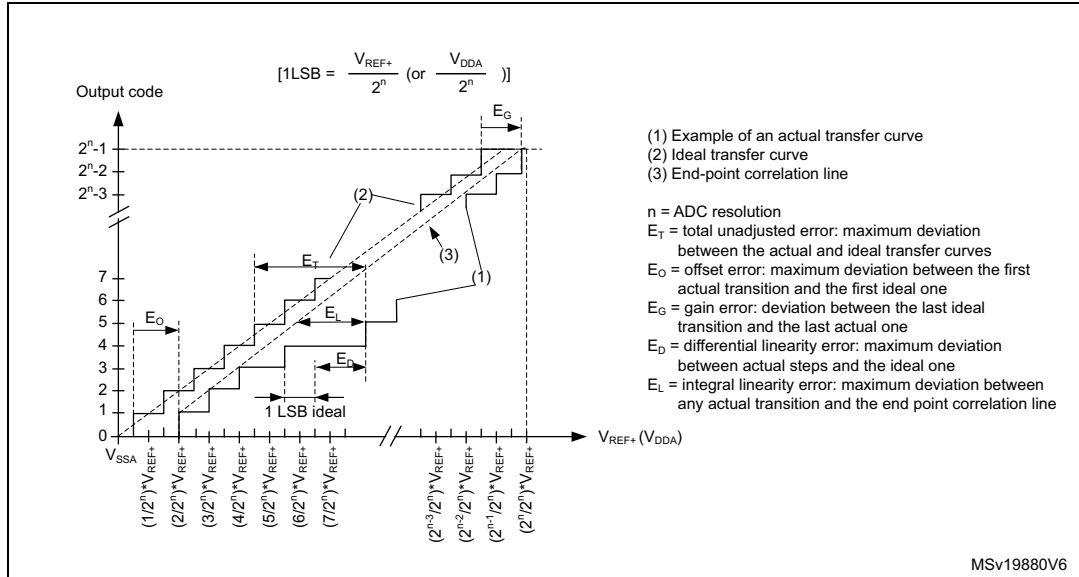 [1LSB = V_REF+ / 2^n (or V_DDA / 2^n )]
Output code
E_G
2^n-1
2^n-2
2^n-3
7
6
5
4
3
2
1
0
(2)
(3)
(1)
E_T
E_O
E_L
E_D
1 LSB ideal
V_SSA
V_REF+ (V_DDA)
(1/2^n)*V_REF+
(2/2^n)*V_REF+
(3/2^n)*V_REF+
(4/2^n)*V_REF+
(5/2^n)*V_REF+
(6/2^n)*V_REF+
(7/2^n)*V_REF+
(2^n-3/2^n)*V_REF+
(2^n-2/2^n)*V_REF+
(2^n-1/2^n)*V_REF+
(2^n/2^n)*V_REF+
(1) Example of an actual transfer curve
(2) Ideal transfer curve
(3) End-point correlation line
n = ADC resolution
E_T = total unadjusted error: maximum deviation
between the actual and ideal transfer curves
E_O = offset error: maximum deviation between the first
actual transition and the first ideal one
E_G = gain error: deviation between the last ideal
transition and the last actual one
E_D = differential linearity error: maximum deviation
between actual steps and the ideal one
E_L = integral linearity error: maximum deviation between
any actual transition and the end point correlation line
MSv19880V6